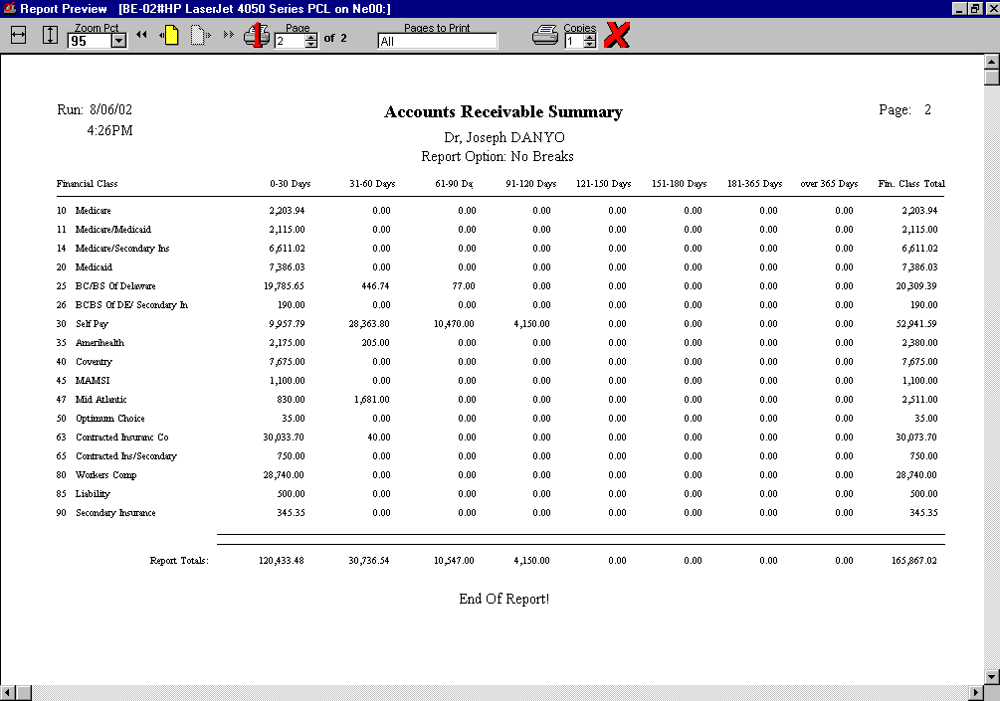 Report Preview [BE-02#HP LaserJet 4050 Series PCL on Ne00:]
Zoom Pct 95 Page 2 of 2 Pages to Print All Copies 1
Run: 8/06/02 Accounts Receivable Summary Page: 2
4:26PM Dr, Joseph DANYO
Report Option: No Breaks
Financial Class 0-30 Days 31-60 Days 61-90 Da 91-120 Days 121-150 Days 151-180 Days 181-365 Days over 365 Days Fin. Class Total
10 Medicare 2,203.94 0.00 0.00 0.00 0.00 0.00 0.00 0.00 2,203.94
11 Medicare/Medicaid 2,115.00 0.00 0.00 0.00 0.00 0.00 0.00 0.00 2,115.00
14 Medicare/Secondary Ins 6,611.02 0.00 0.00 0.00 0.00 0.00 0.00 0.00 6,611.02
20 Medicaid 7,386.03 0.00 0.00 0.00 0.00 0.00 0.00 0.00 7,386.03
25 BC/BS Of Delaware 19,785.65 446.74 77.00 0.00 0.00 0.00 0.00 0.00 20,309.39
26 BCBS Of DE/ Secondary In 190.00 0.00 0.00 0.00 0.00 0.00 0.00 0.00 190.00
30 Self Pay 9,957.79 28,363.80 10,470.00 4,150.00 0.00 0.00 0.00 0.00 52,941.59
35 Amerihealth 2,175.00 205.00 0.00 0.00 0.00 0.00 0.00 0.00 2,380.00
40 Coventry 7,675.00 0.00 0.00 0.00 0.00 0.00 0.00 0.00 7,675.00
45 MAMSI 1,100.00 0.00 0.00 0.00 0.00 0.00 0.00 0.00 1,100.00
47 Mid Atlantic 830.00 1,681.00 0.00 0.00 0.00 0.00 0.00 0.00 2,511.00
50 Optimum Choice 35.00 0.00 0.00 0.00 0.00 0.00 0.00 0.00 35.00
63 Contracted Insuranc Co 30,033.70 40.00 0.00 0.00 0.00 0.00 0.00 0.00 30,073.70
65 Contracted Ins/Secondary 750.00 0.00 0.00 0.00 0.00 0.00 0.00 0.00 750.00
80 Workers Comp 28,740.00 0.00 0.00 0.00 0.00 0.00 0.00 0.00 28,740.00
85 Liability 500.00 0.00 0.00 0.00 0.00 0.00 0.00 0.00 500.00
90 Secondary Insurance 345.35 0.00 0.00 0.00 0.00 0.00 0.00 0.00 345.35
Report Totals: 120,433.48 30,736.54 10,547.00 4,150.00 0.00 0.00 0.00 0.00 165,867.02
End Of Report!